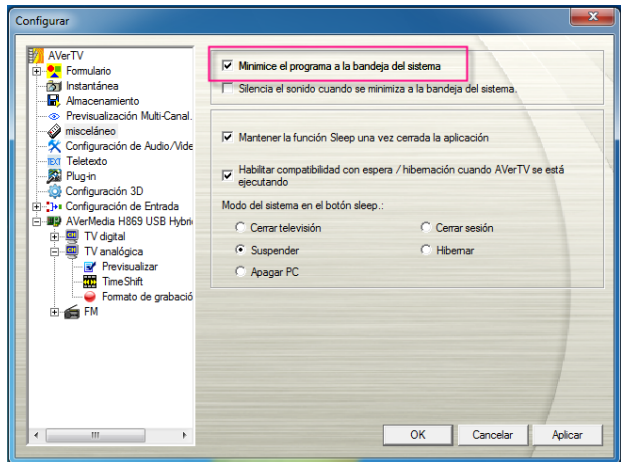 Configurar
AVerTV
Formulario
Instantánea
Almacenamiento
Previsualización Multi-Canal.
misceláneo
Configuración de Audio/Vide
Teletexto
Plug-in
Configuración 3D
Configuración de Entrada
AVerMedia H869 USB Hybri
TV digital
TV analógica
Previsualizar
TimeShift
Formato de grabació
FM
Minimice el programa a la bandeja del sistema
Silencia el sonido cuando se minimiza a la bandeja del sistema.
Mantener la función Sleep una vez cerrada la aplicación
Habilitar compatibilidad con espera / hibernación cuando AVerTV se está
ejecutando
Modo del sistema en el botón sleep.:
Cerrar televisión
Cerrar sesión
Suspender
Hibernar
Apagar PC
OK
Cancelar
Aplicar